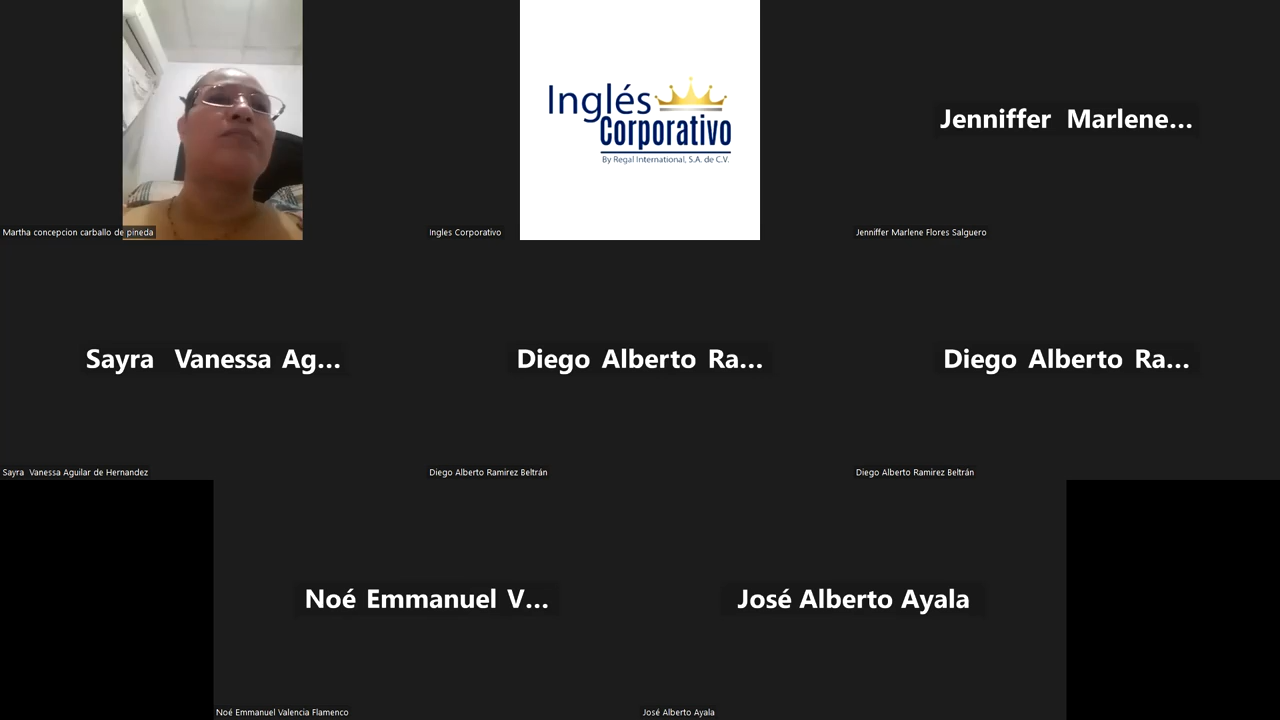 Inglés
Corporativo
By Regal International, S.A. de C.V.
Jenniffer Marlene...
Martha concepcion carballo de pineda
Ingles Corporativo
Jenniffer Marlene Flores Salguero
Sayra Vanessa Ag...
Diego Alberto Ra...
Diego Alberto Ra...
Sayra Vanessa Aguilar de Hernandez
Diego Alberto Ramirez Beltrán
Diego Alberto Ramirez Beltrán
Noé Emmanuel V...
José Alberto Ayala
Noé Emmanuel Valencia Flamenco
José Alberto Ayala